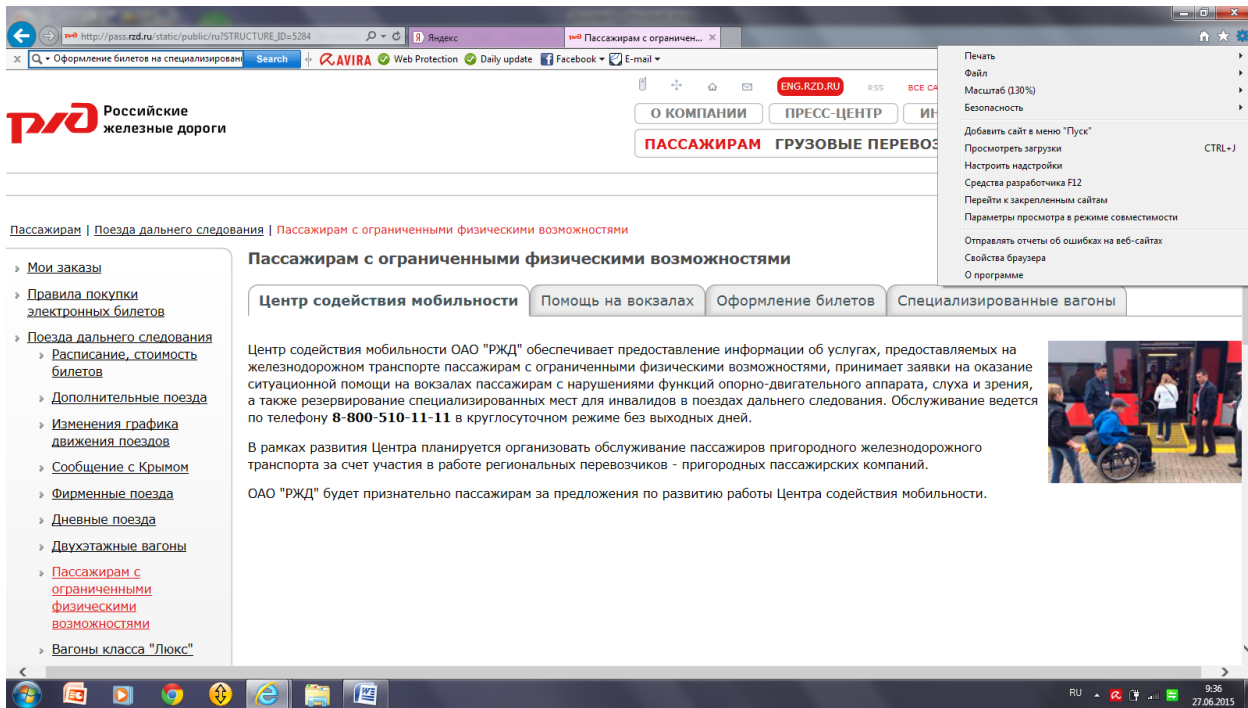 http://pass.rzd.ru/static/public/ru?STRUCTURE_ID=5284
Яндекс
Пассажирам с ограничен...
Оформление билетов на специализирован
Search
AVIRA
Web Protection
Daily update
Facebook
E-mail
Печать
Файл
Масштаб (130%)
Безопасность
Добавить сайт в меню "Пуск"
Просмотреть загрузки CTRL+J
Настроить надстройки
Средства разработчика F12
Перейти к закрепленным сайтам
Параметры просмотра в режиме совместимости
Отправлять отчеты об ошибках на веб-сайтах
Свойства браузера
О программе
ENG.RZD.RU RSS ВСЕ СА
Российские
железные дороги
О КОМПАНИИ ПРЕСС-ЦЕНТР ИН
ПАССАЖИРАМ ГРУЗОВЫЕ ПЕРЕВОЗ
Пассажирам | Поезда дальнего следования | Пассажирам с ограниченными физическими возможностями
Мои заказы
Правила покупки
электронных билетов
Поезда дальнего следования
Расписание, стоимость
билетов
Дополнительные поезда
Изменения графика
движения поездов
Сообщение с Крымом
Фирменные поезда
Дневные поезда
Двухэтажные вагоны
Пассажирам с
ограниченными
физическими
возможностями
Вагоны класса "Люкс"
Пассажирам с ограниченными физическими возможностями
Центр содействия мобильности
Помощь на вокзалах
Оформление билетов
Специализированные вагоны
Центр содействия мобильности ОАО "РЖД" обеспечивает предоставление информации об услугах, предоставляемых на
железнодорожном транспорте пассажирам с ограниченными физическими возможностями, принимает заявки на оказание
ситуационной помощи на вокзалах пассажирам с нарушениями функций опорно-двигательного аппарата, слуха и зрения,
а также резервирование специализированных мест для инвалидов в поездах дальнего следования. Обслуживание ведется
по телефону 8-800-510-11-11 в круглосуточном режиме без выходных дней.
В рамках развития Центра планируется организовать обслуживание пассажиров пригородного железнодорожного
транспорта за счет участия в работе региональных перевозчиков - пригородных пассажирских компаний.
ОАО "РЖД" будет признательно пассажирам за предложения по развитию работы Центра содействия мобильности.
RU
9:36
27.06.2015